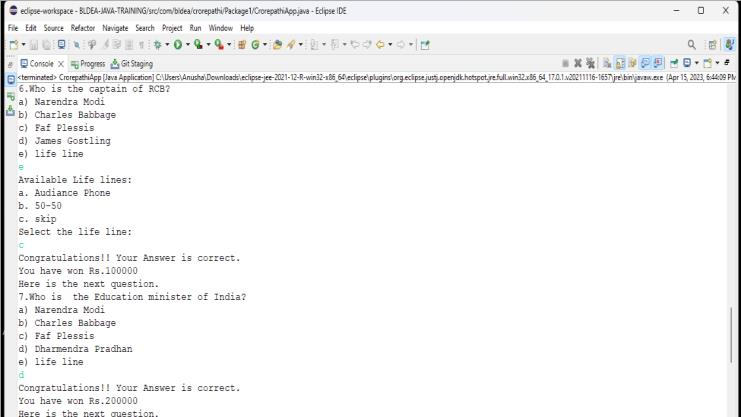 eclipse-workspace - BLDEA-JAVA-TRAINING/src/com/bldea/crorepathi/Package1/CrorepathiApp.java - Eclipse IDE
File Edit Source Refactor Navigate Search Project Run Window Help
Console Progress Git Staging
<terminated> CrorepathiApp [Java Application] C:\Users\Anusha\Downloads\eclipse-jee-2021-12-R-win32-x86_64\eclipse\plugins\org.eclipse.justj.openjdk.hotspot.jre.full.win32.x86_64_17.0.1.v20211116-1657\jre\bin\javaw.exe (Apr 15, 2023, 6:44:09 PM
6.Who is the captain of RCB?
a) Narendra Modi
b) Charles Babbage
c) Faf Plessis
d) James Gostling
e) life line
e
Available Life lines:
a. Audiance Phone
b. 50-50
c. skip
Select the life line:
c
Congratulations!! Your Answer is correct.
You have won Rs.100000
Here is the next question.
7.Who is  the Education minister of India?
a) Narendra Modi
b) Charles Babbage
c) Faf Plessis
d) Dharmendra Pradhan
e) life line
d
Congratulations!! Your Answer is correct.
You have won Rs.200000
Here is the next question.